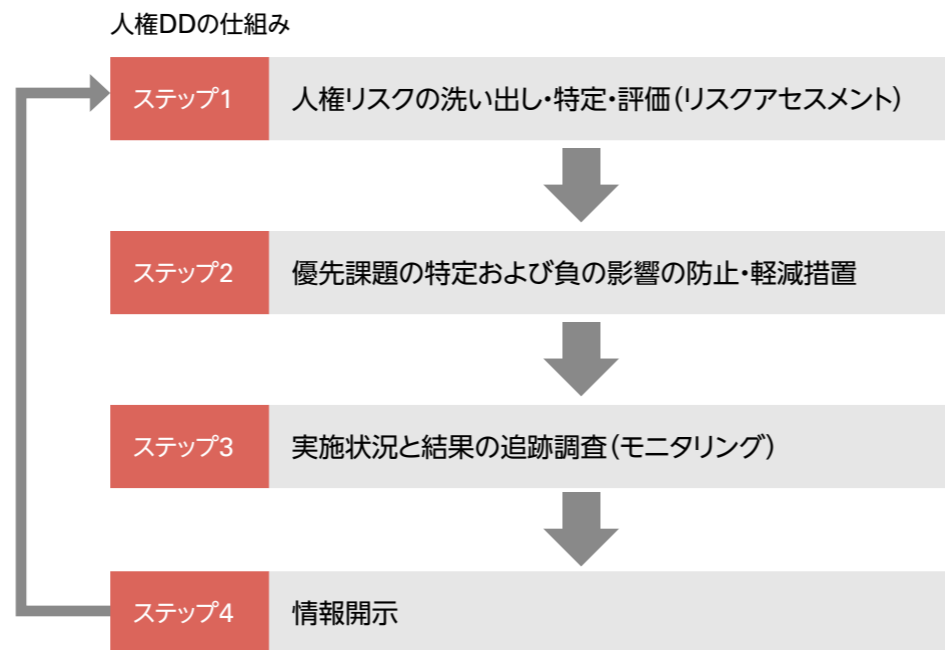 人権DDの仕組み
ステップ1
人権リスクの洗い出し・特定・評価(リスクアセスメント)
ステップ2
優先課題の特定および負の影響の防止・軽減措置
ステップ3
実施状況と結果の追跡調査(モニタリング)
ステップ4
情報開示